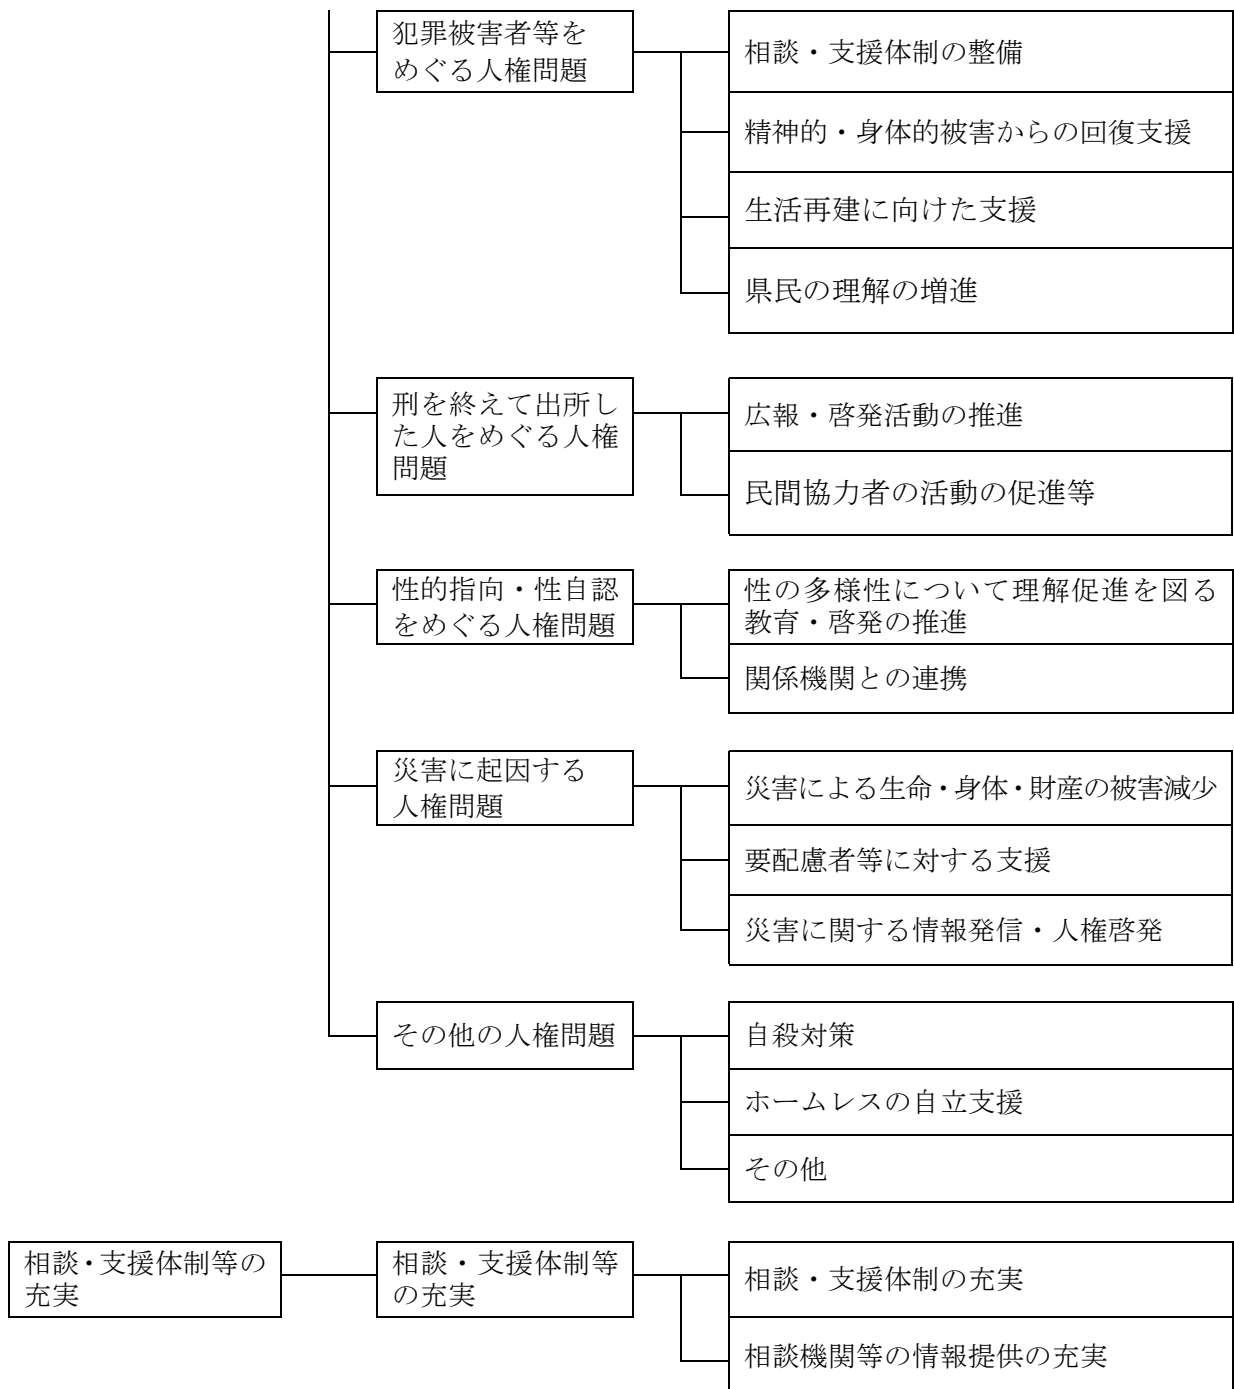 犯罪被害者等を
めぐる人権問題
相談・支援体制の整備
精神的・身体的被害からの回復支援
生活再建に向けた支援
県民の理解の増進
刑を終えて出所し
た人をめぐる人権
問題
広報・啓発活動の推進
民間協力者の活動の促進等
性的指向・性自認
をめぐる人権問題
性の多様性について理解促進を図る
教育・啓発の推進
関係機関との連携
災害に起因する
人権問題
災害による生命・身体・財産の被害減少
要配慮者等に対する支援
災害に関する情報発信・人権啓発
その他の人権問題
自殺対策
ホームレスの自立支援
その他
相談・支援体制等の
充実
相談・支援体制等
の充実
相談・支援体制の充実
相談機関等の情報提供の充実